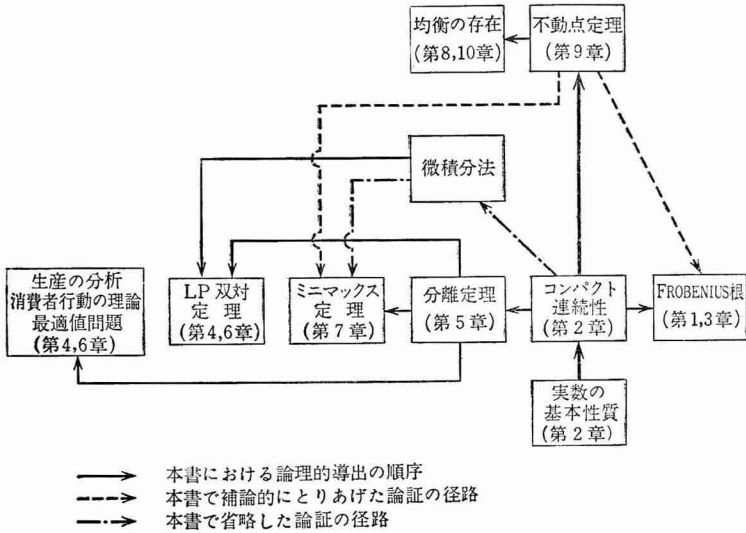 均衡の存在
(第8,10章)
不動点定理
(第9章)
微積分法
生産の分析
消費者行動の理論
最適値問題
(第4,6章)
LP双対
定理
(第4,6章)
ミニマックス
定理
(第7章)
分離定理
(第5章)
コンパクト
連続性
(第2章)
FROBENIUS根
(第1,3章)
実数の
基本性質
(第2章)
本書における論理的導出の順序
本書で補論的にとりあげた論証の径路
本書で省略した論証の径路